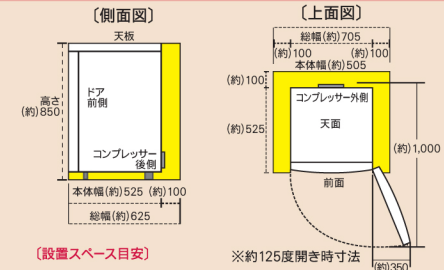 〔側面図〕
天板
高さ
(約)850
ドア
前側
コンプレッサー
後側
本体幅(約)525 (約)100
総幅(約)625
〔設置スペース目安〕
〔上面図〕
総幅(約)705
(約)100 (約)100
本体幅(約)505
(約)100
コンプレッサー外側
(約)525
天面
(約)1,000
前面
※約125度開き時寸法
(約)350